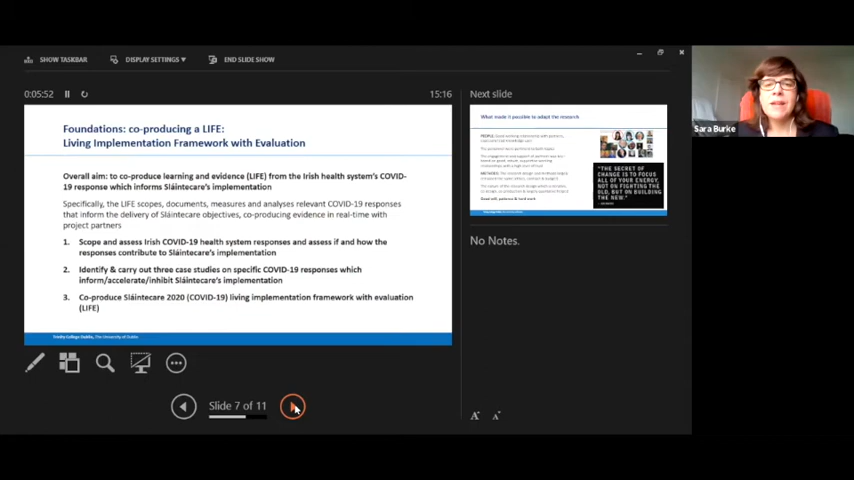 SHOW TASKBAR
DISPLAY SETTINGS ▼
END SLIDE SHOW
0:05:52
15:16
Foundations: co-producing a LIFE:
Living Implementation Framework with Evaluation
Overall aim: to co-produce learning and evidence (LIFE) from the Irish health system's COVID-
19 response which informs Sláintecare's implementation
Specifically, the LIFE scopes, documents, measures and analyses relevant COVID-19 responses
that inform the delivery of Sláintecare objectives, co-producing evidence in real-time with
project partners
1. Scope and assess Irish COVID-19 health system responses and assess if and how the
responses contribute to Sláintecare's implementation
2. Identify & carry out three case studies on specific COVID-19 responses which
inform/accelerate/inhibit Sláintecare's implementation
3. Co-produce Sláintecare 2020 (COVID-19) living implementation framework with evaluation
(LIFE)
Trinity College Dublin, The University of Dublin
Slide 7 of 11
Next slide
What made it possible to adapt the research
"THE SECRET OF
CHANGE IS TO FOCUS
ALL OF YOUR ENERGY,
NOT ON FIGHTING THE
OLD, BUT ON BUILDING
THE NEW."
No Notes.
A A
Sara Burke